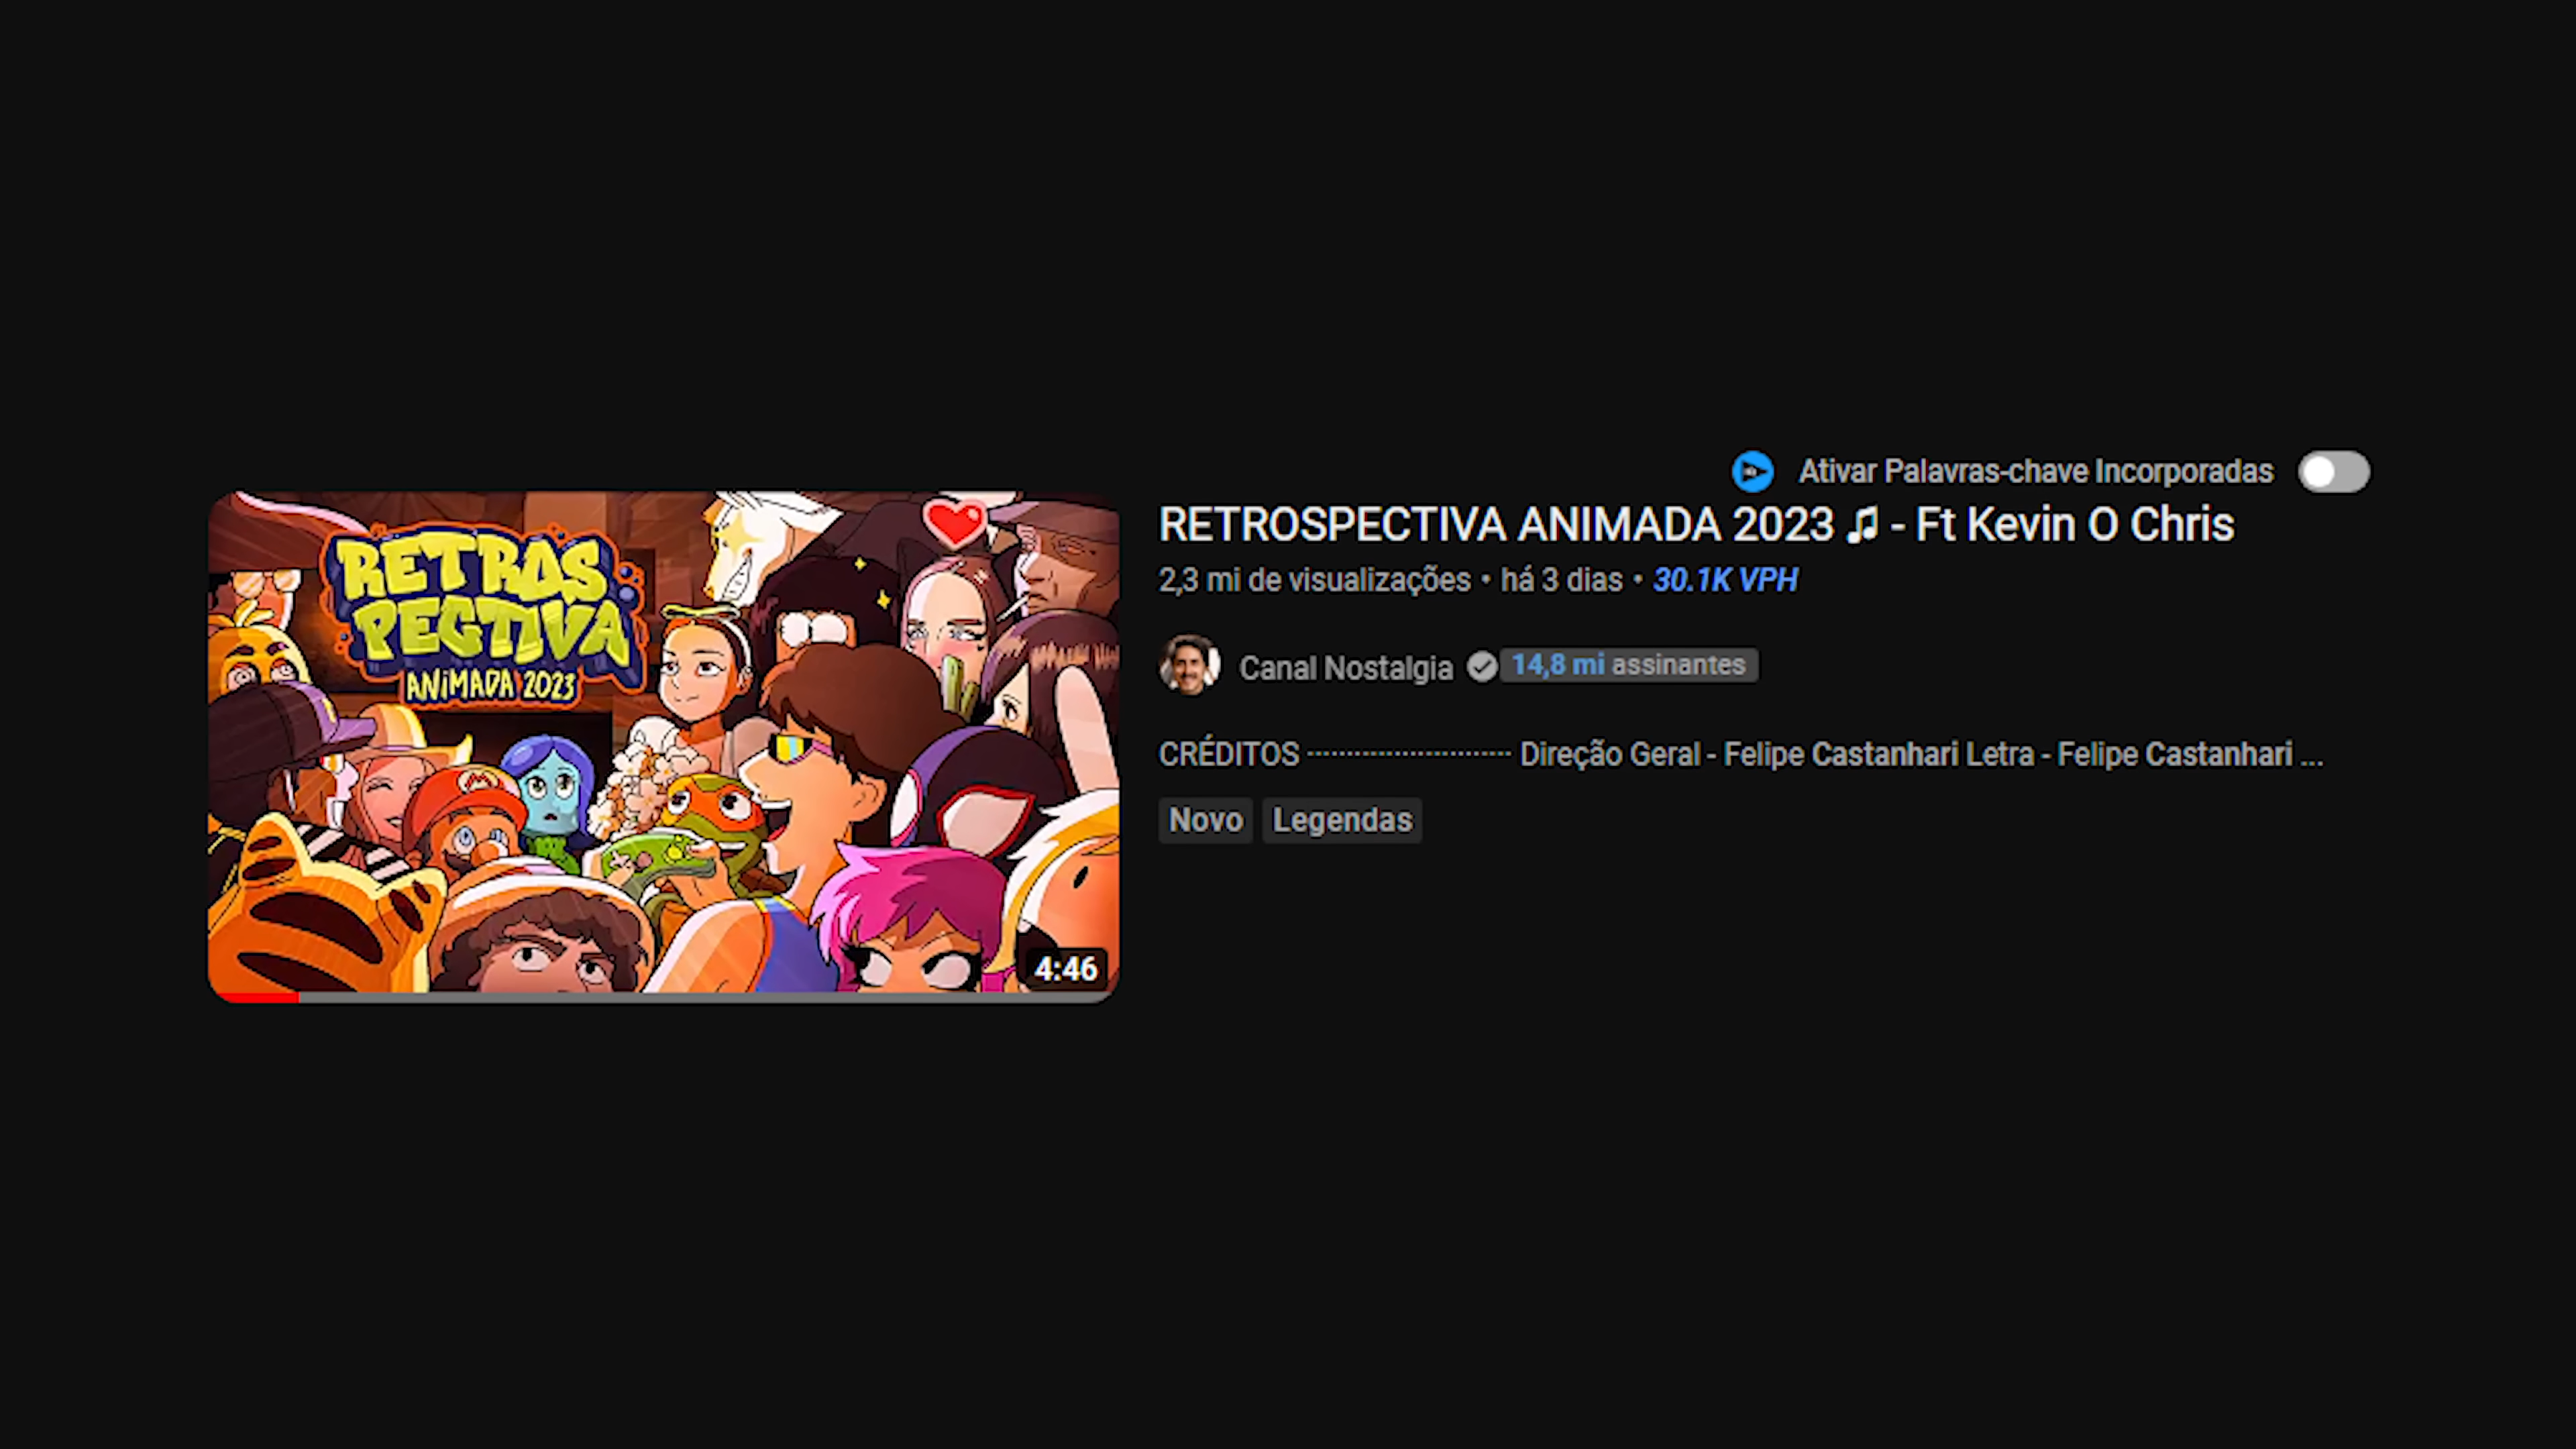 Ativar Palavras-chave Incorporadas
RETROS
PECTIVA
ANIMADA 2023
4:46
RETROSPECTIVA ANIMADA 2023 🎵 - Ft Kevin O Chris
2,3 mi de visualizações • há 3 dias • 30.1K VPH
Canal Nostalgia 14,8 mi assinantes
CRÉDITOS -------------------------- Direção Geral - Felipe Castanhari Letra - Felipe Castanhari ...
Novo Legendas